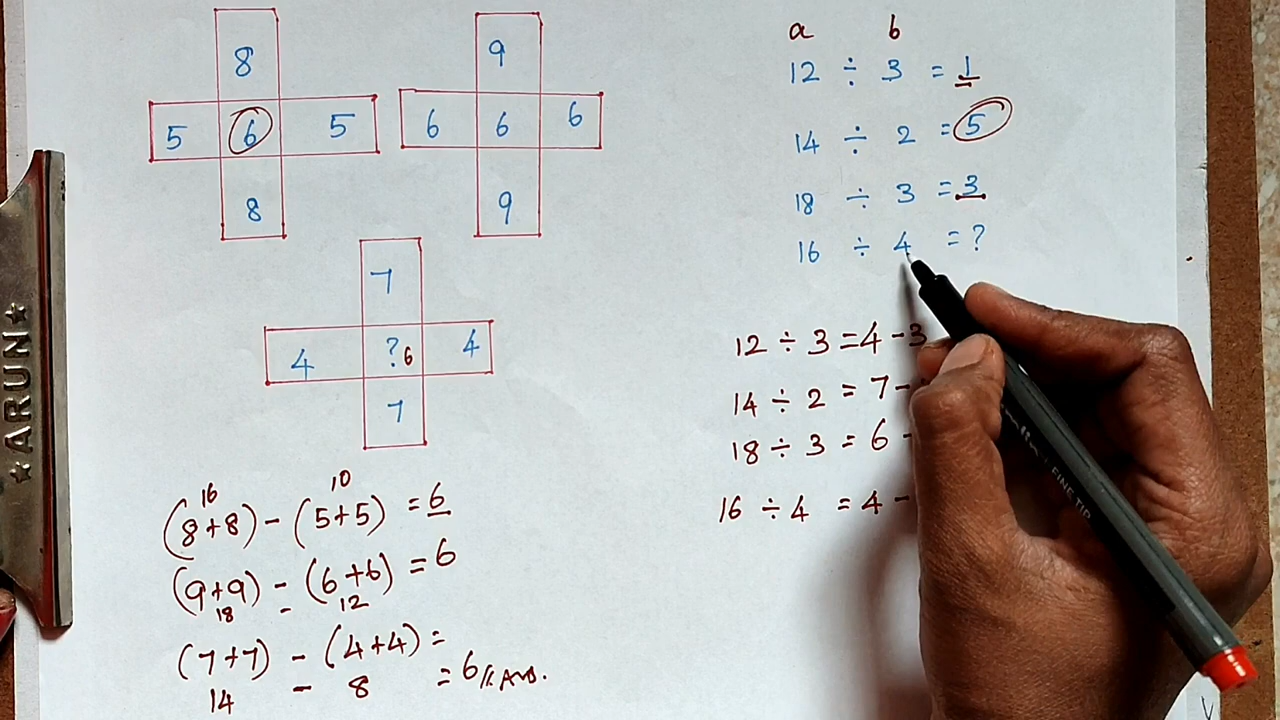 8
5 6 5
8
9
6 6 6
9
7
4 ?6 4
7
16 10
(8+8) - (5+5) = 6
(9+9) - (6+6) = 6
18 - 12
(7+7) - (4+4) =
14 - 8 = 6 // Ans.
a b
12 ÷ 3 = 1
14 ÷ 2 = 5
18 ÷ 3 = 3
16 ÷ 4 = ?
12 ÷ 3 = 4 - 3
14 ÷ 2 = 7 -
18 ÷ 3 = 6 -
16 ÷ 4 = 4 -
★ARUN★
FINE TIP